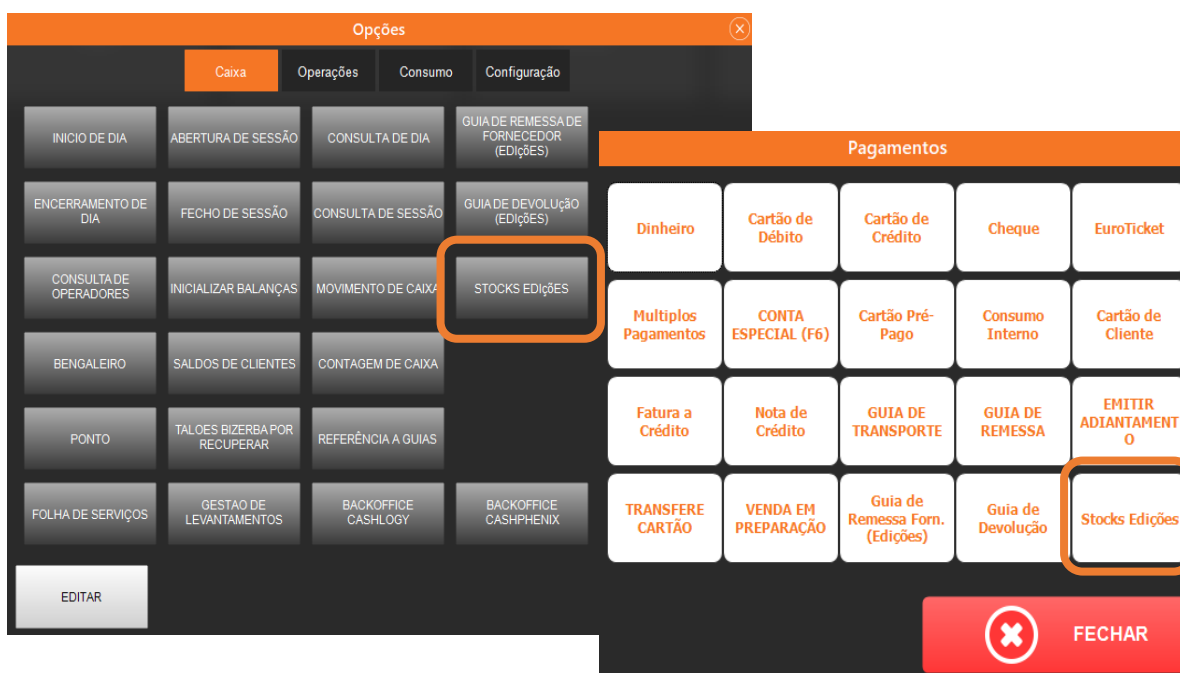 Opções
Caixa
Operações
Consumo
Configuração
INICIO DE DIA
ABERTURA DE SESSÃO
CONSULTA DE DIA
GUIA DE REMESSA DE
FORNECEDOR
(EDIçõES)
ENCERRAMENTO DE
DIA
FECHO DE SESSÃO
CONSULTA DE SESSÃO
GUIA DE DEVOLUçãO
(EDIçõES)
CONSULTA DE
OPERADORES
INICIALIZAR BALANÇAS
MOVIMENTO DE CAIXA
STOCKS EDIçõES
BENGALEIRO
SALDOS DE CLIENTES
CONTAGEM DE CAIXA
PONTO
TALOES BIZERBA POR
RECUPERAR
REFERÊNCIA A GUIAS
FOLHA DE SERVIÇOS
GESTAO DE
LEVANTAMENTOS
BACKOFFICE
CASHLOGY
BACKOFFICE
CASHPHENIX
EDITAR
Pagamentos
Dinheiro
Cartão de
Débito
Cartão de
Crédito
Cheque
EuroTicket
Multiplos
Pagamentos
CONTA
ESPECIAL (F6)
Cartão Pré-
Pago
Consumo
Interno
Cartão de
Cliente
Fatura a
Crédito
Nota de
Crédito
GUIA DE
TRANSPORTE
GUIA DE
REMESSA
EMITIR
ADIANTAMENT
O
TRANSFERE
CARTÃO
VENDA EM
PREPARAÇÃO
Guia de
Remessa Forn.
(Edições)
Guia de
Devolução
Stocks Edições
FECHAR